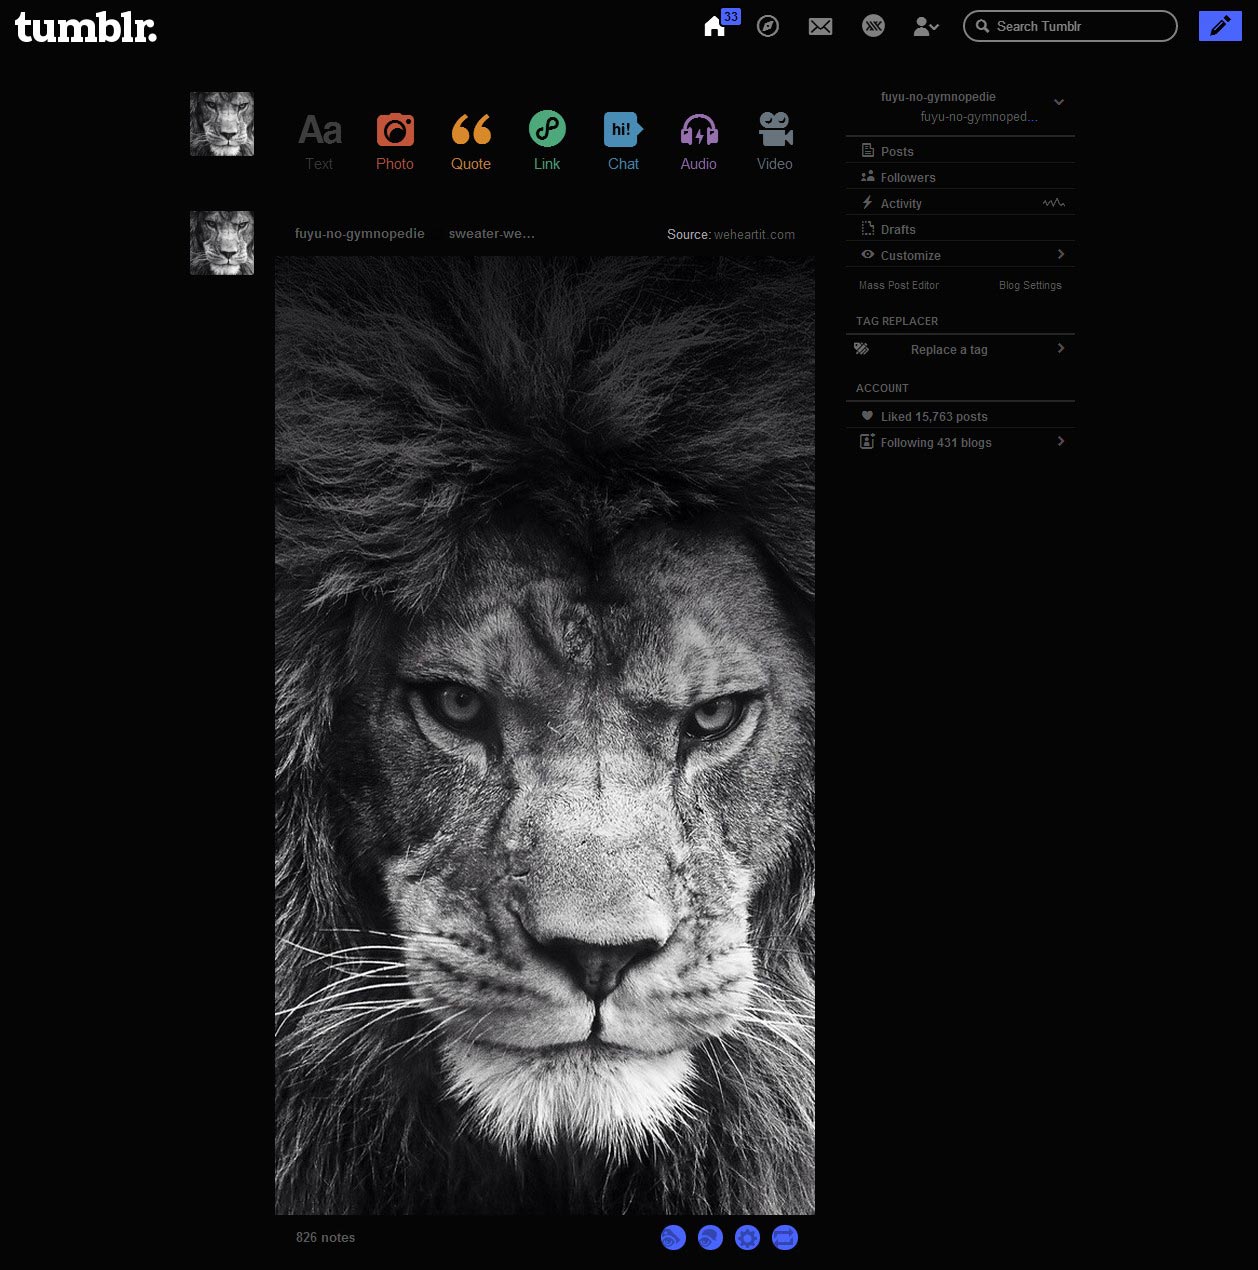 tumblr.
33
Search Tumblr
Aa
Text
Photo
Quote
Link
hi!
Chat
Audio
Video
fuyu-no-gymnopedie
fuyu-no-gymnoped...
Posts
Followers
Activity
Drafts
Customize
Mass Post Editor
Blog Settings
TAG REPLACER
Replace a tag
ACCOUNT
Liked 15,763 posts
Following 431 blogs
fuyu-no-gymnopedie sweater-we...
Source: weheartit.com
826 notes